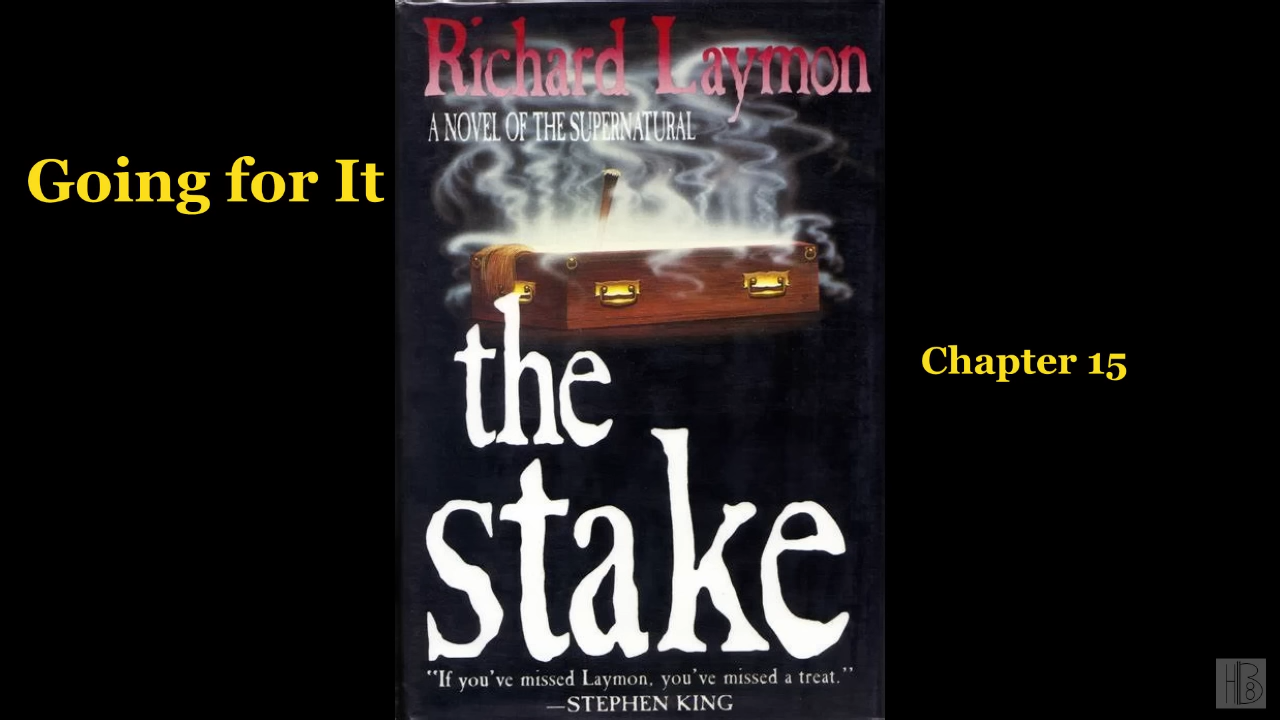 Going for It
Richard Laymon
A NOVEL OF THE SUPERNATURAL
the
stake
"If you've missed Laymon, you've missed a treat."
—STEPHEN KING
Chapter 15